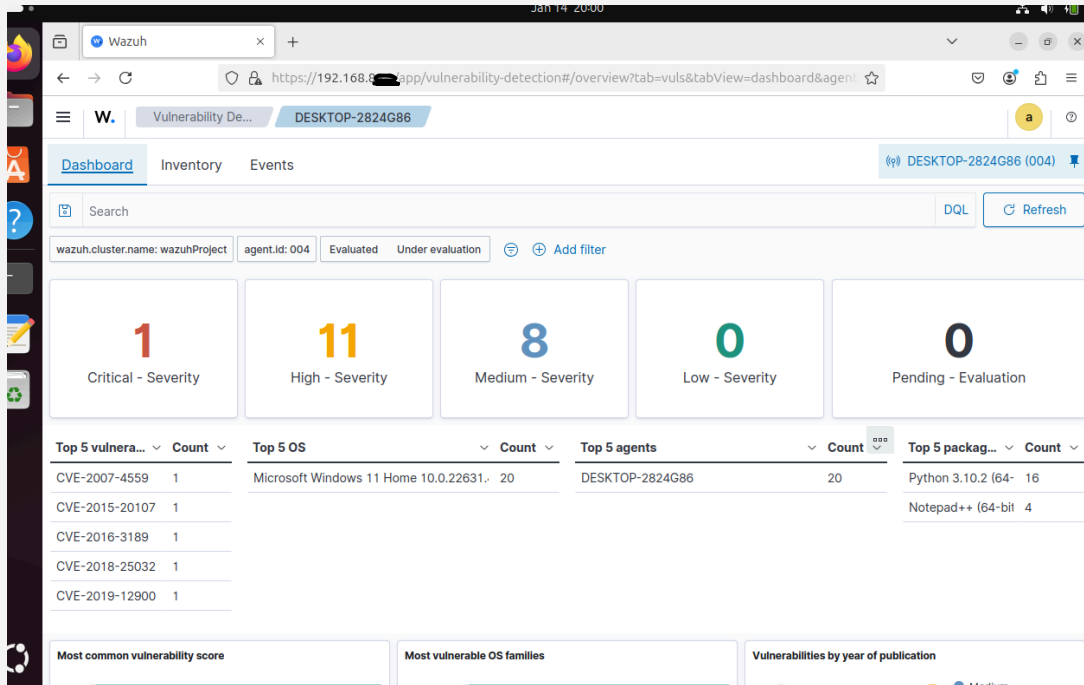 Jan 14 20:00
Wazuh
https://192.168.8 /app/vulnerability-detection#/overview?tab=vuls&tabView=dashboard&agen
W. Vulnerability De... DESKTOP-2824G86 a
Dashboard Inventory Events DESKTOP-2824G86 (004)
Search DQL Refresh
wazuh.cluster.name: wazuhProject agent.id: 004 Evaluated Under evaluation Add filter
1 11 8 0 0
Critical - Severity High - Severity Medium - Severity Low - Severity Pending - Evaluation
Top 5 vulnera... Count Top 5 OS Count Top 5 agents Count Top 5 packag... Count
CVE-2007-4559 1 Microsoft Windows 11 Home 10.0.22631. 20 DESKTOP-2824G86 20 Python 3.10.2 (64- 16
CVE-2015-20107 1 Notepad++ (64-bit 4
CVE-2016-3189 1
CVE-2018-25032 1
CVE-2019-12900 1
Most common vulnerability score Most vulnerable OS families Vulnerabilities by year of publication
Medium